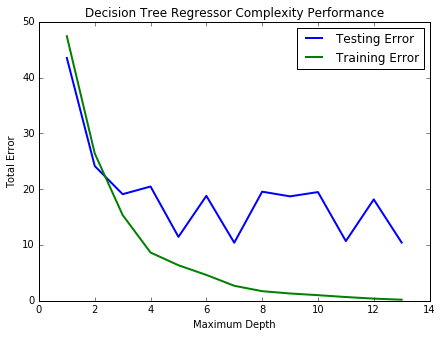 Decision Tree Regressor Complexity Performance
50
40
30
20
10
0
Total Error
Testing Error
Training Error
0 2 4 6 8 10 12 14
Maximum Depth